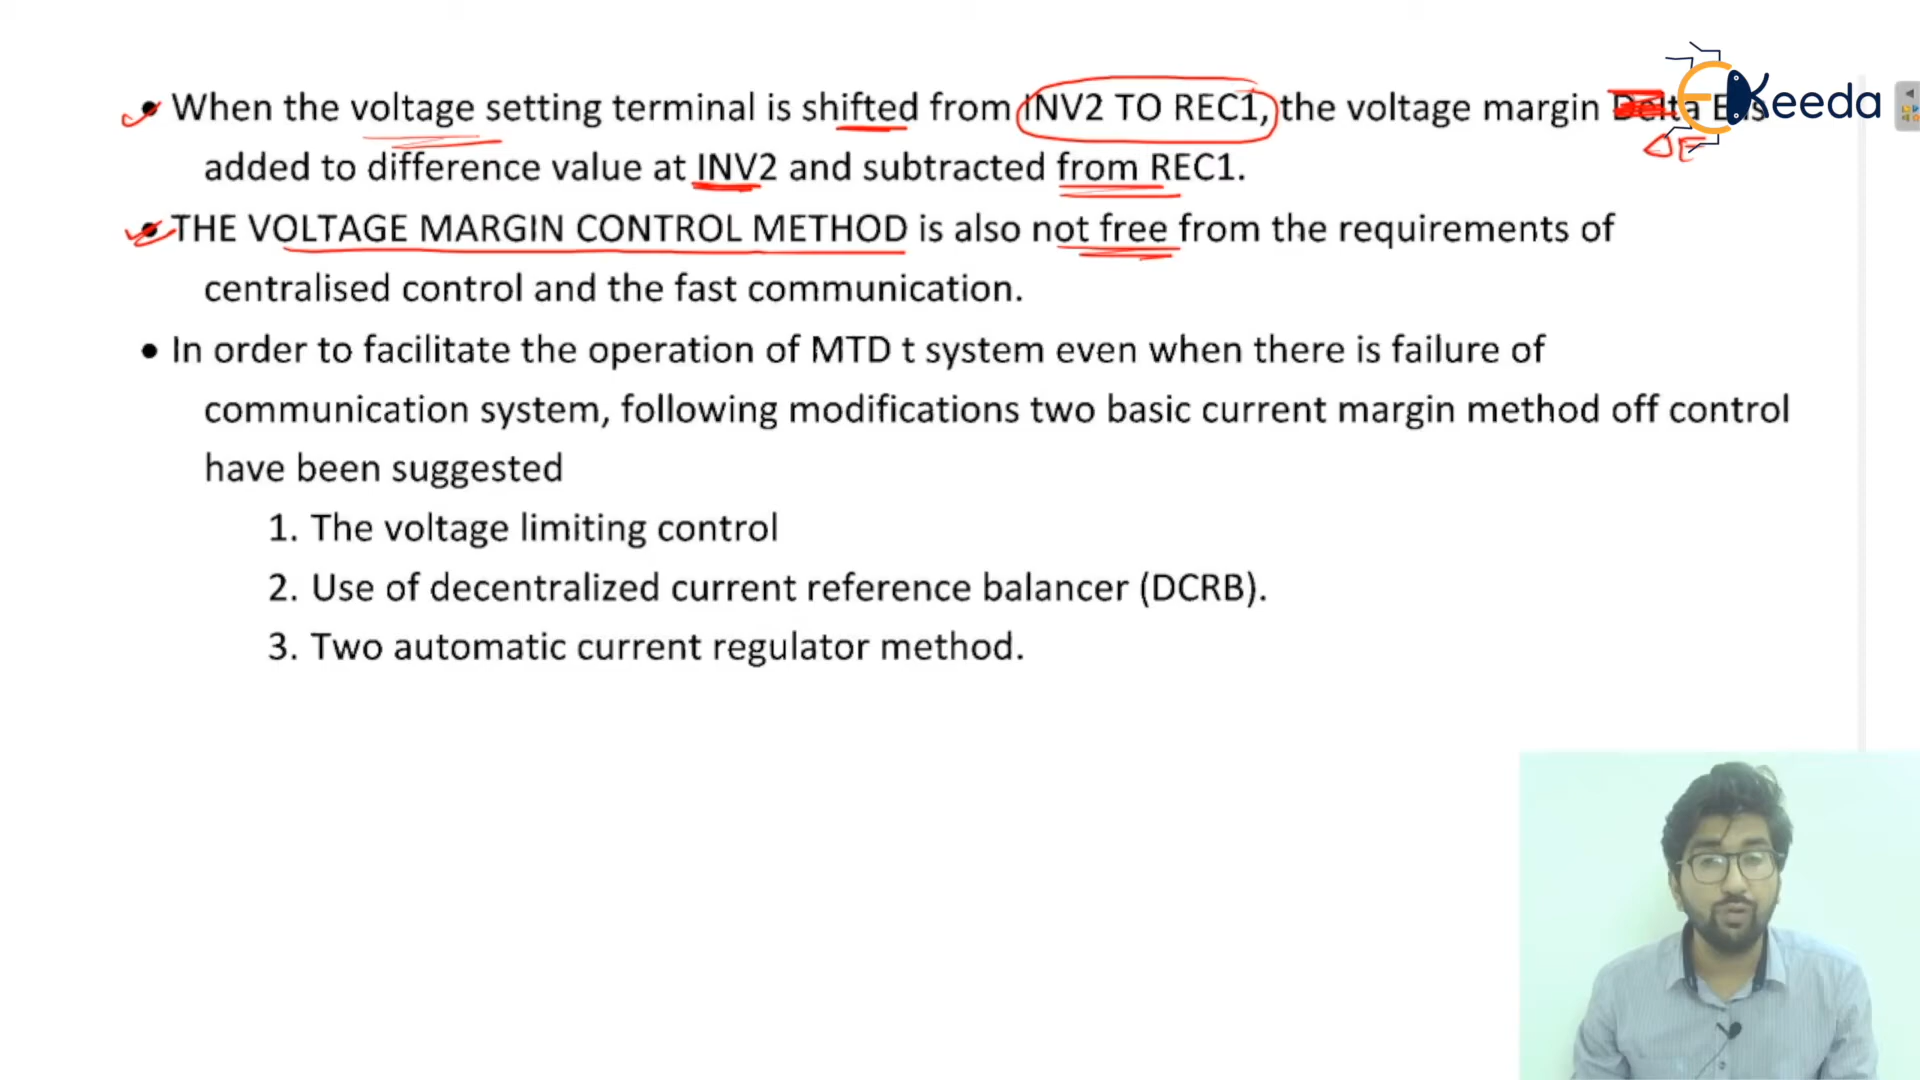 • When the voltage setting terminal is shifted from INV2 TO REC1, the voltage margin Delta E is
Keeda
ΔE
added to difference value at INV2 and subtracted from REC1.
• THE VOLTAGE MARGIN CONTROL METHOD is also not free from the requirements of
centralised control and the fast communication.
• In order to facilitate the operation of MTD t system even when there is failure of
communication system, following modifications two basic current margin method off control
have been suggested
1. The voltage limiting control
2. Use of decentralized current reference balancer (DCRB).
3. Two automatic current regulator method.